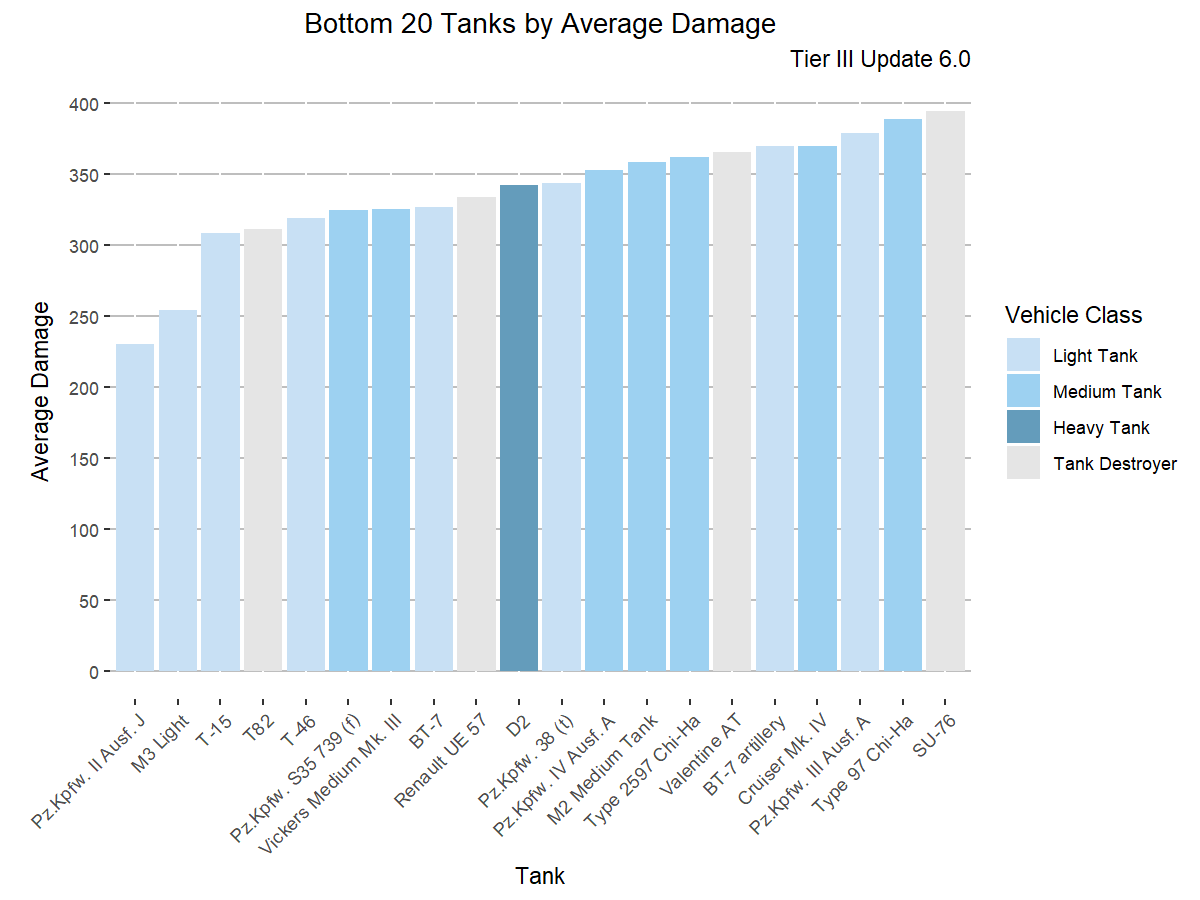 Bottom 20 Tanks by Average Damage
Tier III Update 6.0
Average Damage
400
350
300
250
200
150
100
50
0
Pz.Kpfw. II Ausf. J
M3 Light
T-15
T82
T-46
Pz.Kpfw. S35 739 (f)
Vickers Medium Mk. III
BT-7
Renault UE 57
D2
Pz.Kpfw. 38 (t)
Pz.Kpfw. IV Ausf. A
M2 Medium Tank
Type 2597 Chi-Ha
Valentine AT
BT-7 artillery
Cruiser Mk. IV
Pz.Kpfw. III Ausf. A
Type 97 Chi-Ha
SU-76
Tank
Vehicle Class
Light Tank
Medium Tank
Heavy Tank
Tank Destroyer